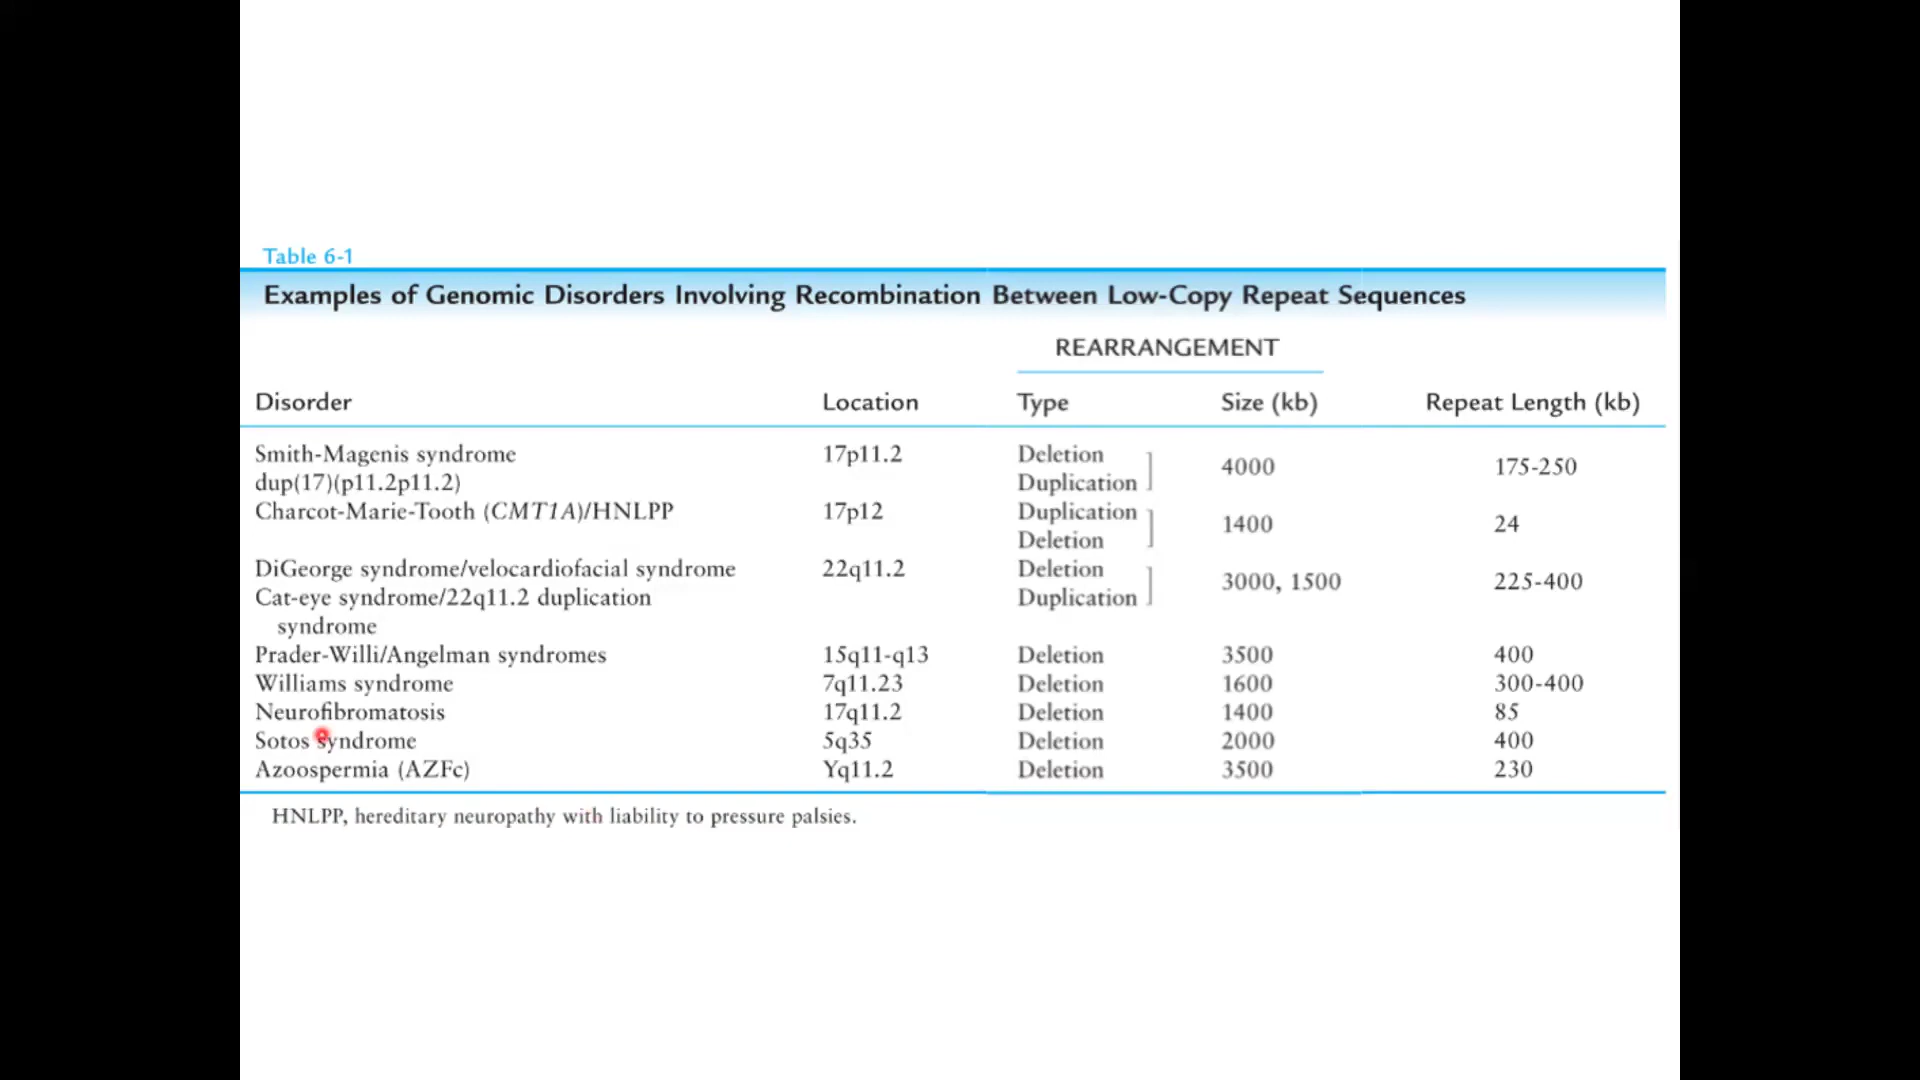 Table 6-1
Examples of Genomic Disorders Involving Recombination Between Low-Copy Repeat Sequences
REARRANGEMENT
Disorder Location Type Size (kb) Repeat Length (kb)
Smith-Magenis syndrome 17p11.2 Deletion 4000 175-250
dup(17)(p11.2p11.2) Duplication
Charcot-Marie-Tooth (CMT1A)/HNLPP 17p12 Duplication 1400 24
Deletion
DiGeorge syndrome/velocardiofacial syndrome 22q11.2 Deletion 3000, 1500 225-400
Cat-eye syndrome/22q11.2 duplication Duplication
syndrome
Prader-Willi/Angelman syndromes 15q11-q13 Deletion 3500 400
Williams syndrome 7q11.23 Deletion 1600 300-400
Neurofibromatosis 17q11.2 Deletion 1400 85
Sotos syndrome 5q35 Deletion 2000 400
Azoospermia (AZFc) Yq11.2 Deletion 3500 230
HNLPP, hereditary neuropathy with liability to pressure palsies.